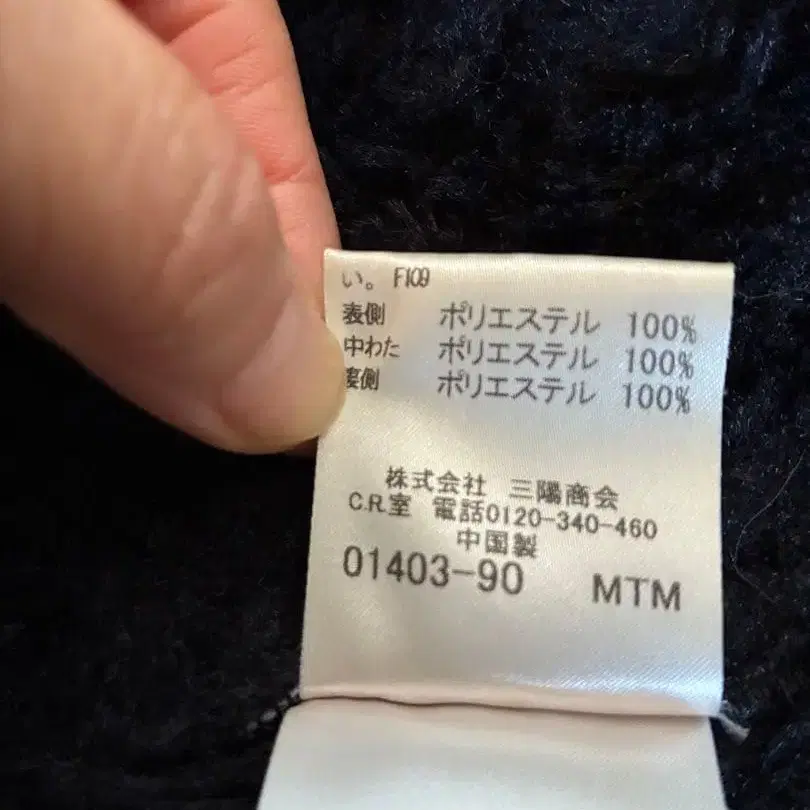 い。 F109
表側 ポリエステル 100%
中わた ポリエステル 100%
裏側 ポリエステル 100%
株式会社 三陽商会
C.R.室 電話0120-340-460
中国製
01403-90 MTM